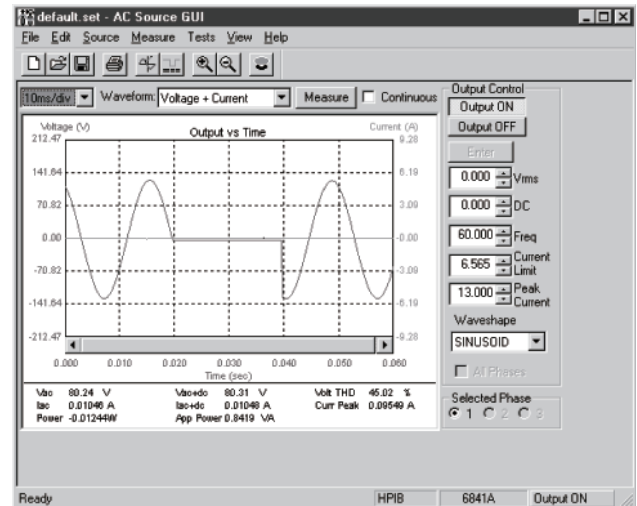 default.set - AC Source GUI
File Edit Source Measure Tests View Help
10ms/div Waveform: Voltage + Current Measure Continuous
Output Control
Output ON
Output OFF
Enter
0.000 Vrms
0.000 DC
60.000 Freq
6.565 Current Limit
13.000 Peak Current
Waveshape
SINUSOID
All Phases
Selected Phase
1 2 3
Voltage (V) Output vs Time Current (A)
212.47 9.28
141.64 6.19
70.82 3.09
0.00 -0.00
-70.82 -3.09
-141.64 -6.19
-212.47 -9.28
0.000 0.010 0.020 0.030 0.040 0.050 0.060
Time (sec)
Vac 80.24 V Vac+dc 80.31 V Volt THD 45.02 %
Iac 0.01046 A Iac+dc 0.01048 A Curr Peak 0.09549 A
Power -0.01244W App Power 0.8419 VA
Ready HPIB 6841A Output ON